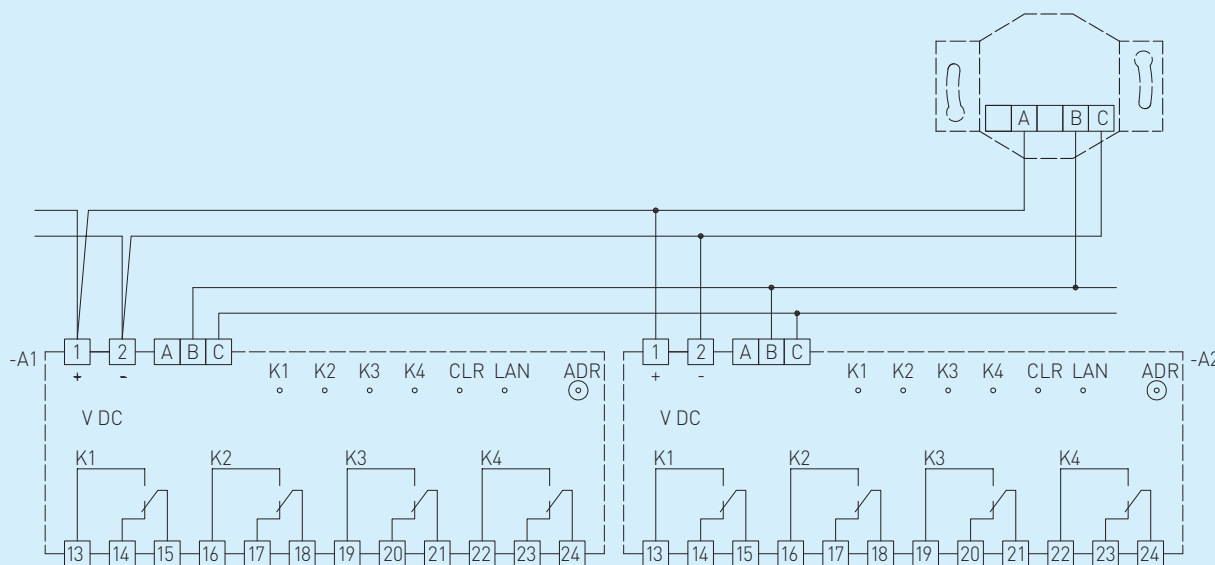 A B C
-A1 1 2 A B C 1 2 A B C -A2
+ - K1 K2 K3 K4 CLR LAN ADR + - K1 K2 K3 K4 CLR LAN ADR
V DC V DC
K1 K2 K3 K4 K1 K2 K3 K4
13 14 15 16 17 18 19 20 21 22 23 24 13 14 15 16 17 18 19 20 21 22 23 24